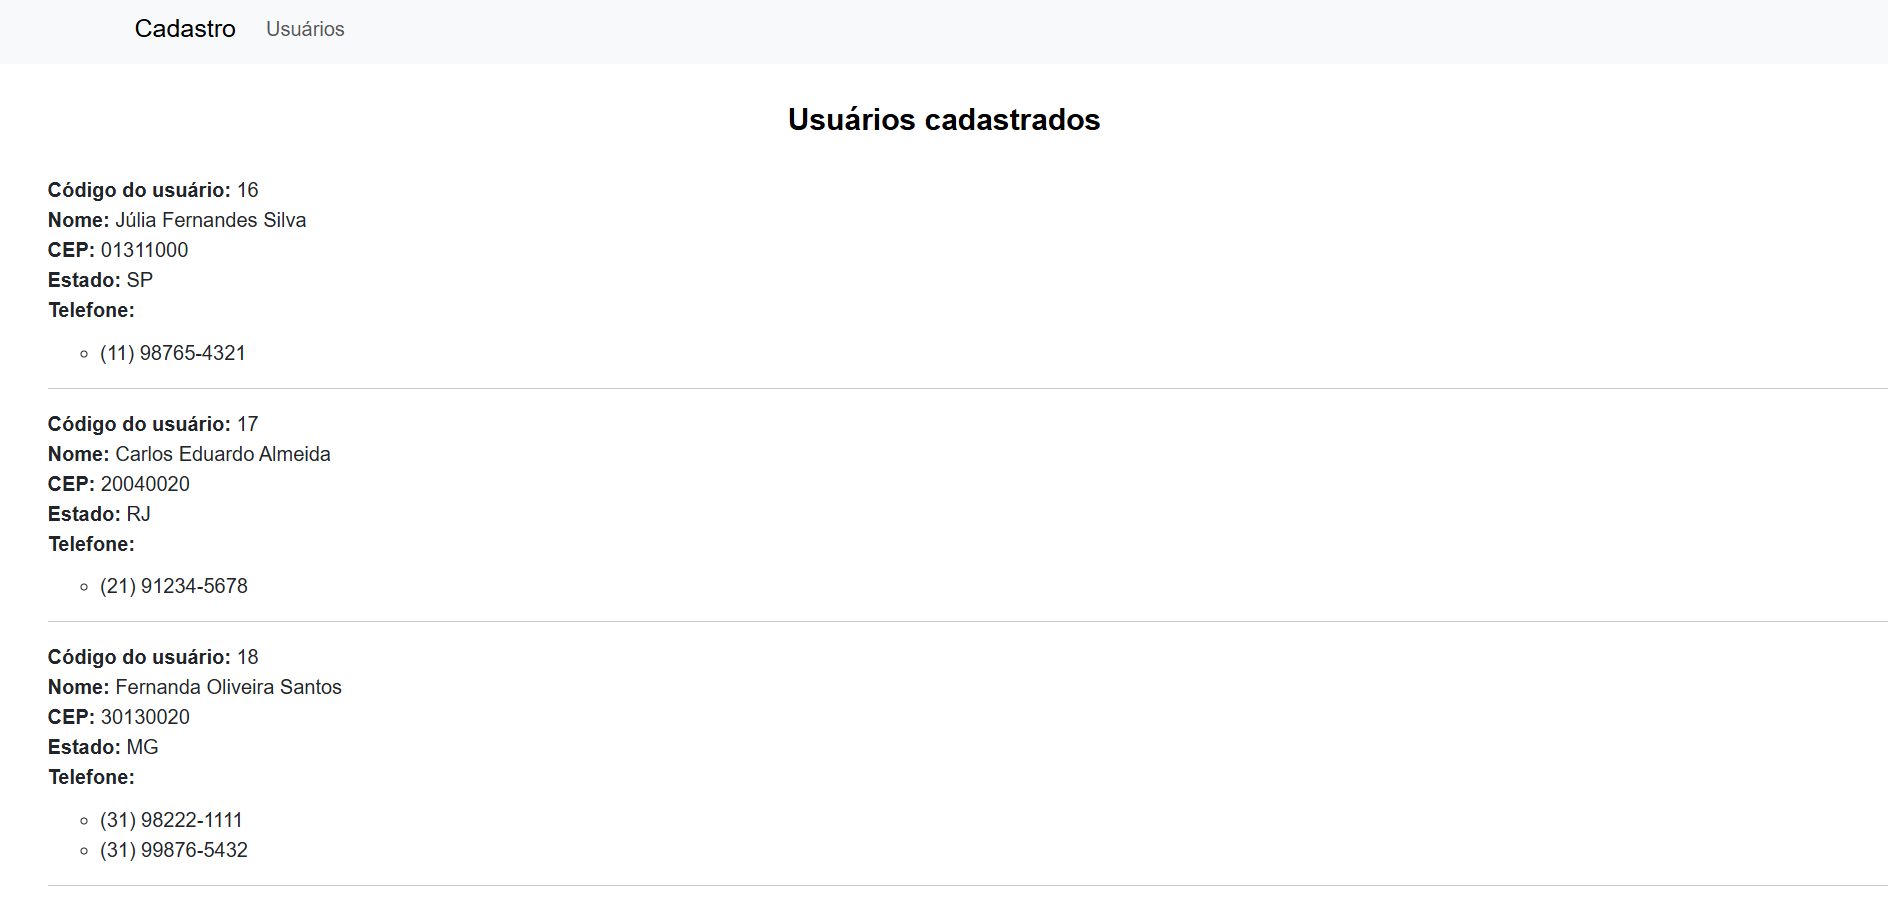 Cadastro Usuários
Usuários cadastrados
Código do usuário: 16
Nome: Júlia Fernandes Silva
CEP: 01311000
Estado: SP
Telefone:
(11) 98765-4321
Código do usuário: 17
Nome: Carlos Eduardo Almeida
CEP: 20040020
Estado: RJ
Telefone:
(21) 91234-5678
Código do usuário: 18
Nome: Fernanda Oliveira Santos
CEP: 30130020
Estado: MG
Telefone:
(31) 98222-1111
(31) 99876-5432